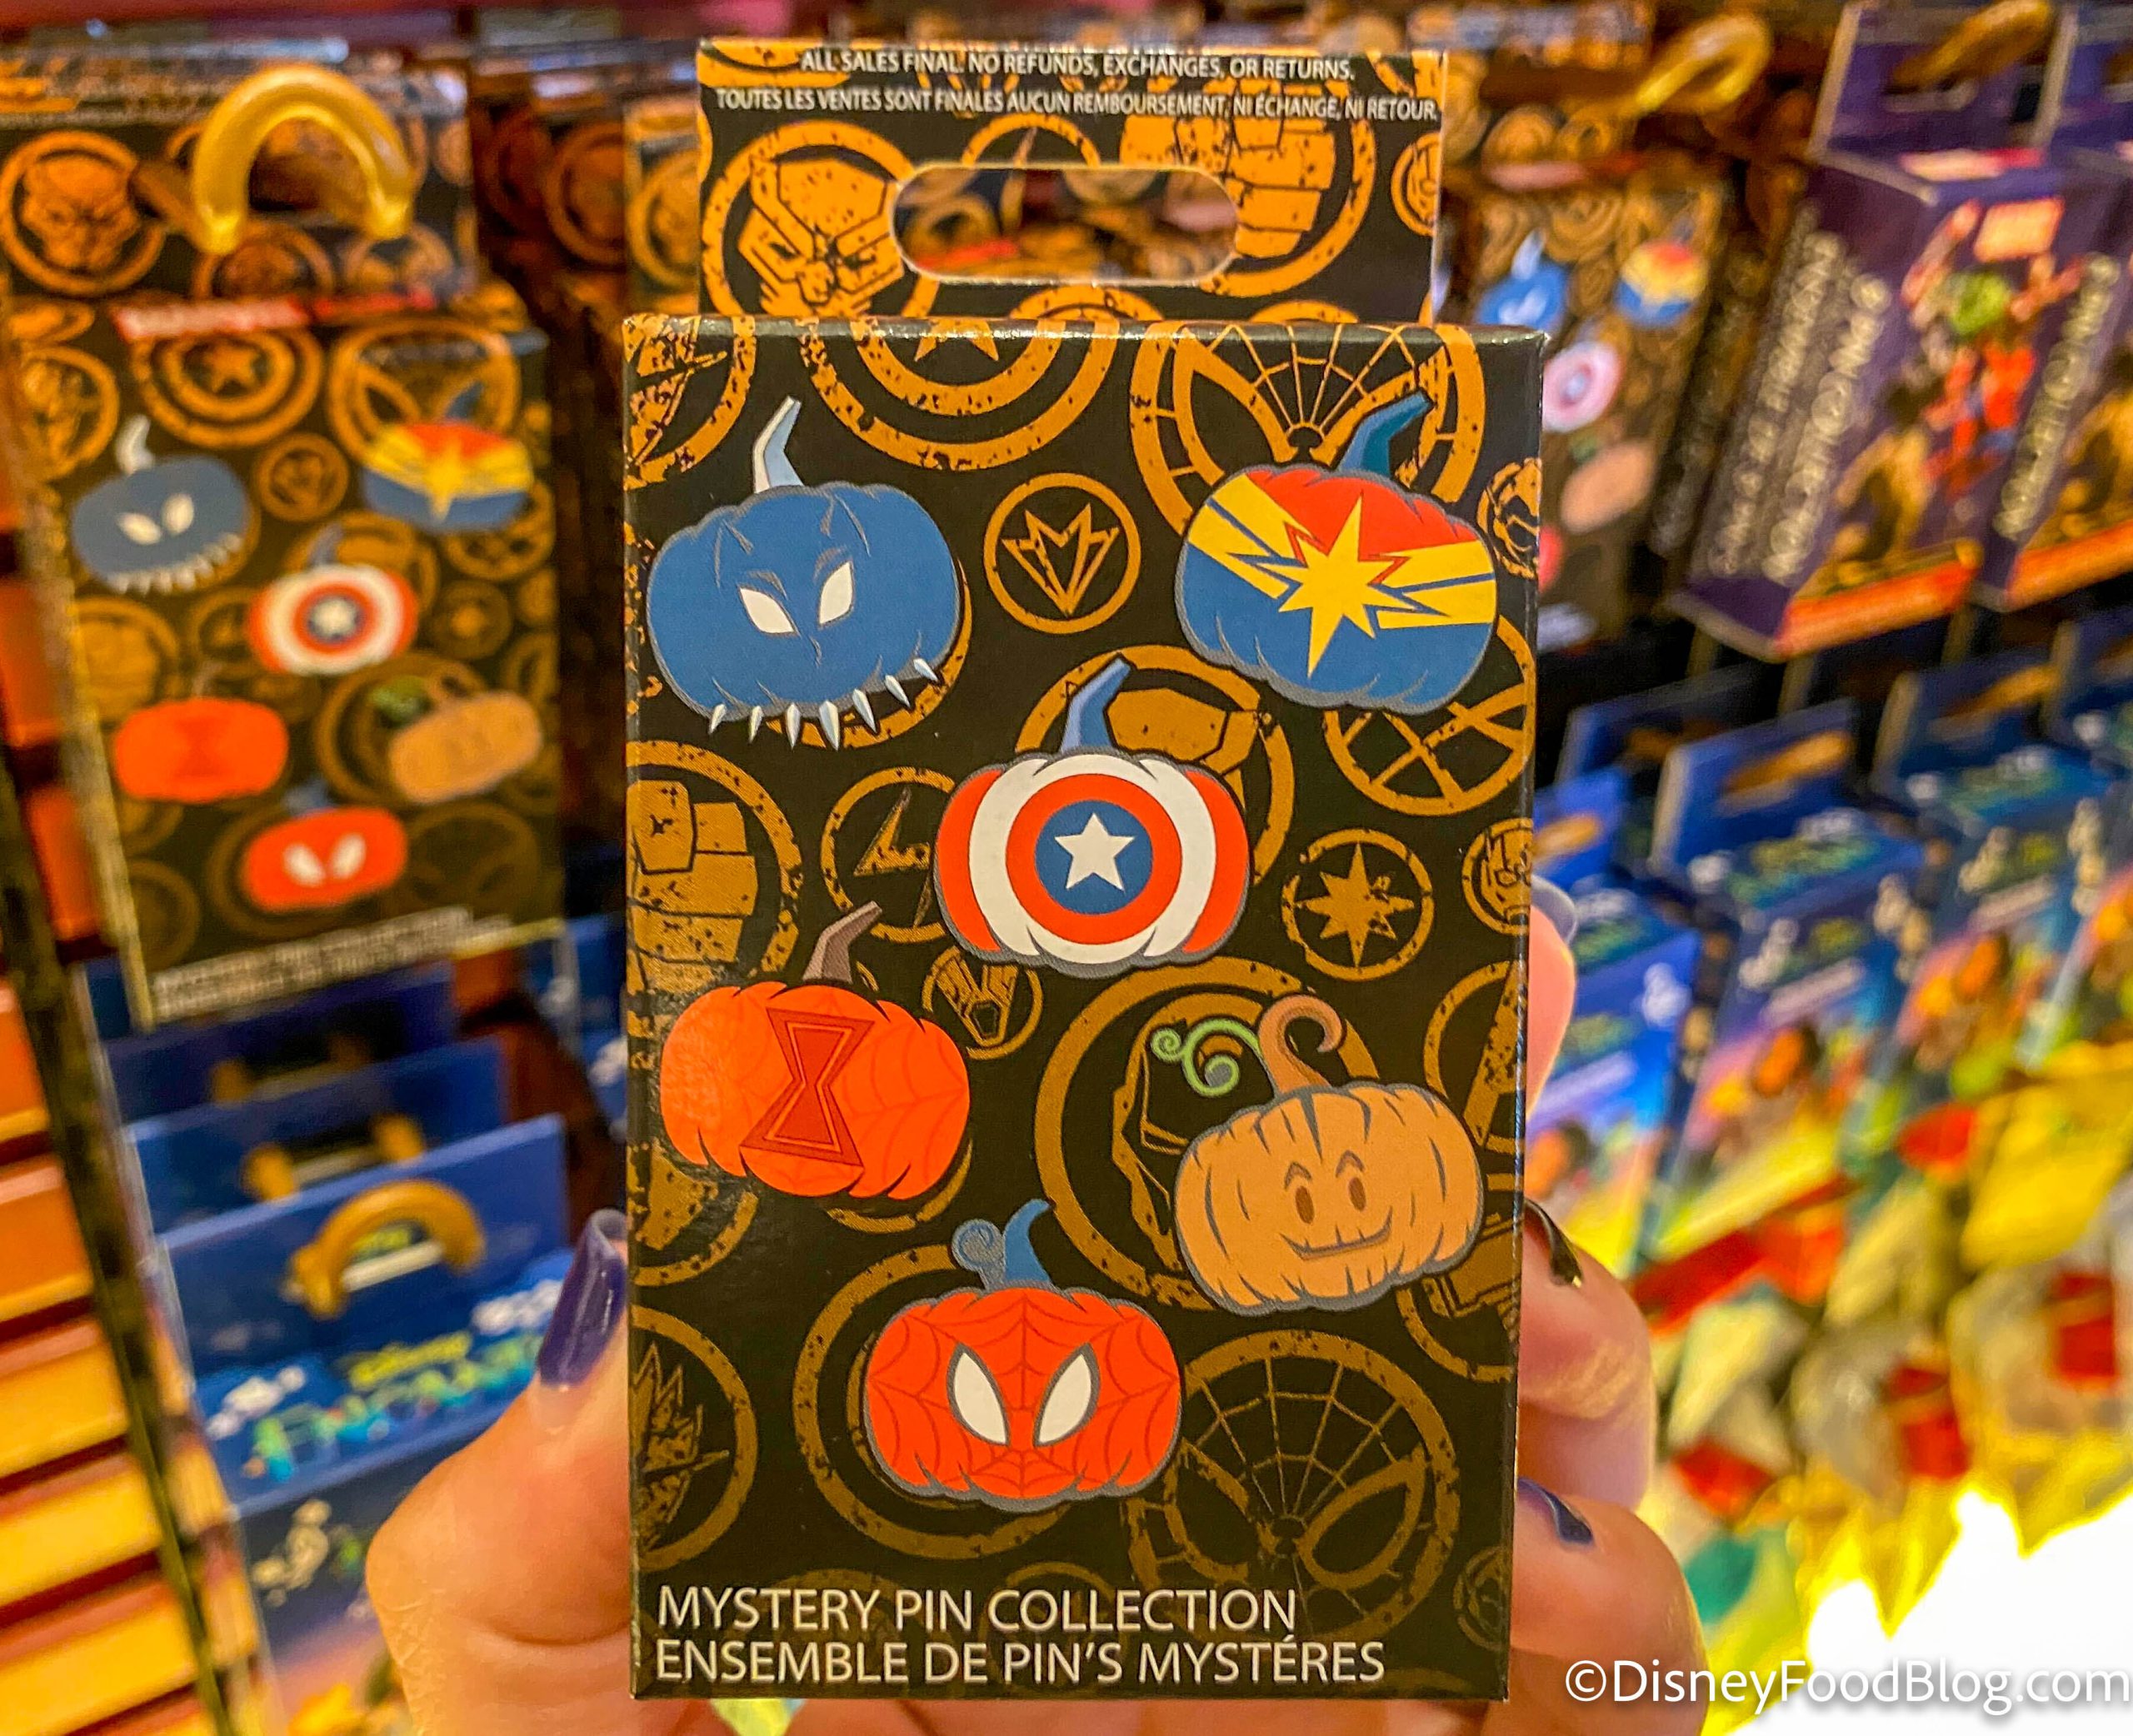 ALL SALES FINAL. NO REFUNDS, EXCHANGES, OR RETURNS.
TOUTES LES VENTES SONT FINALES AUCUN REMBOURSEMENT, NI ÉCHANGE, NI RETOUR.
MYSTERY PIN COLLECTION
ENSEMBLE DE PIN'S MYSTÉRES
©DisneyFoodBlog.com